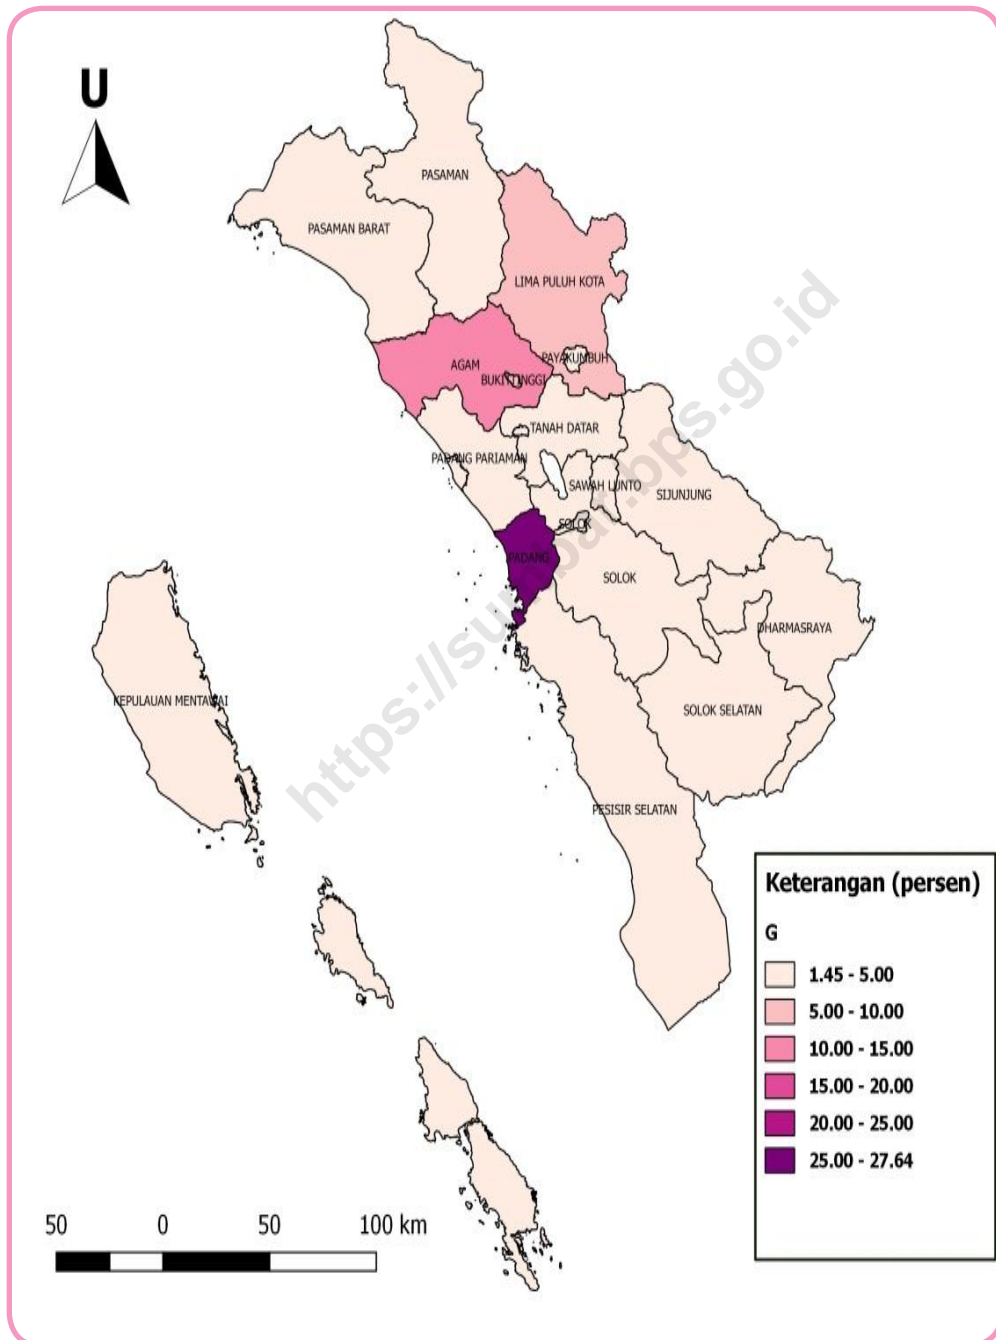 U
PASAMAN
PASAMAN BARAT
LIMA PULUH KOTA
PAYAKUMBUH
AGAM
BUKITTINGGI
TANAH DATAR
PADANG PARIAMAN
SAWAH LUNTO
SIJUNJUNG
SOLOK
PADANG
SOLOK
DHARMASRAYA
KEPULAUAN MENTAWAI
SOLOK SELATAN
PESISIR SELATAN
https://sumbar.bps.go.id
Keterangan (persen)
G
1.45 - 5.00
5.00 - 10.00
10.00 - 15.00
15.00 - 20.00
20.00 - 25.00
25.00 - 27.64
50 0 50 100 km